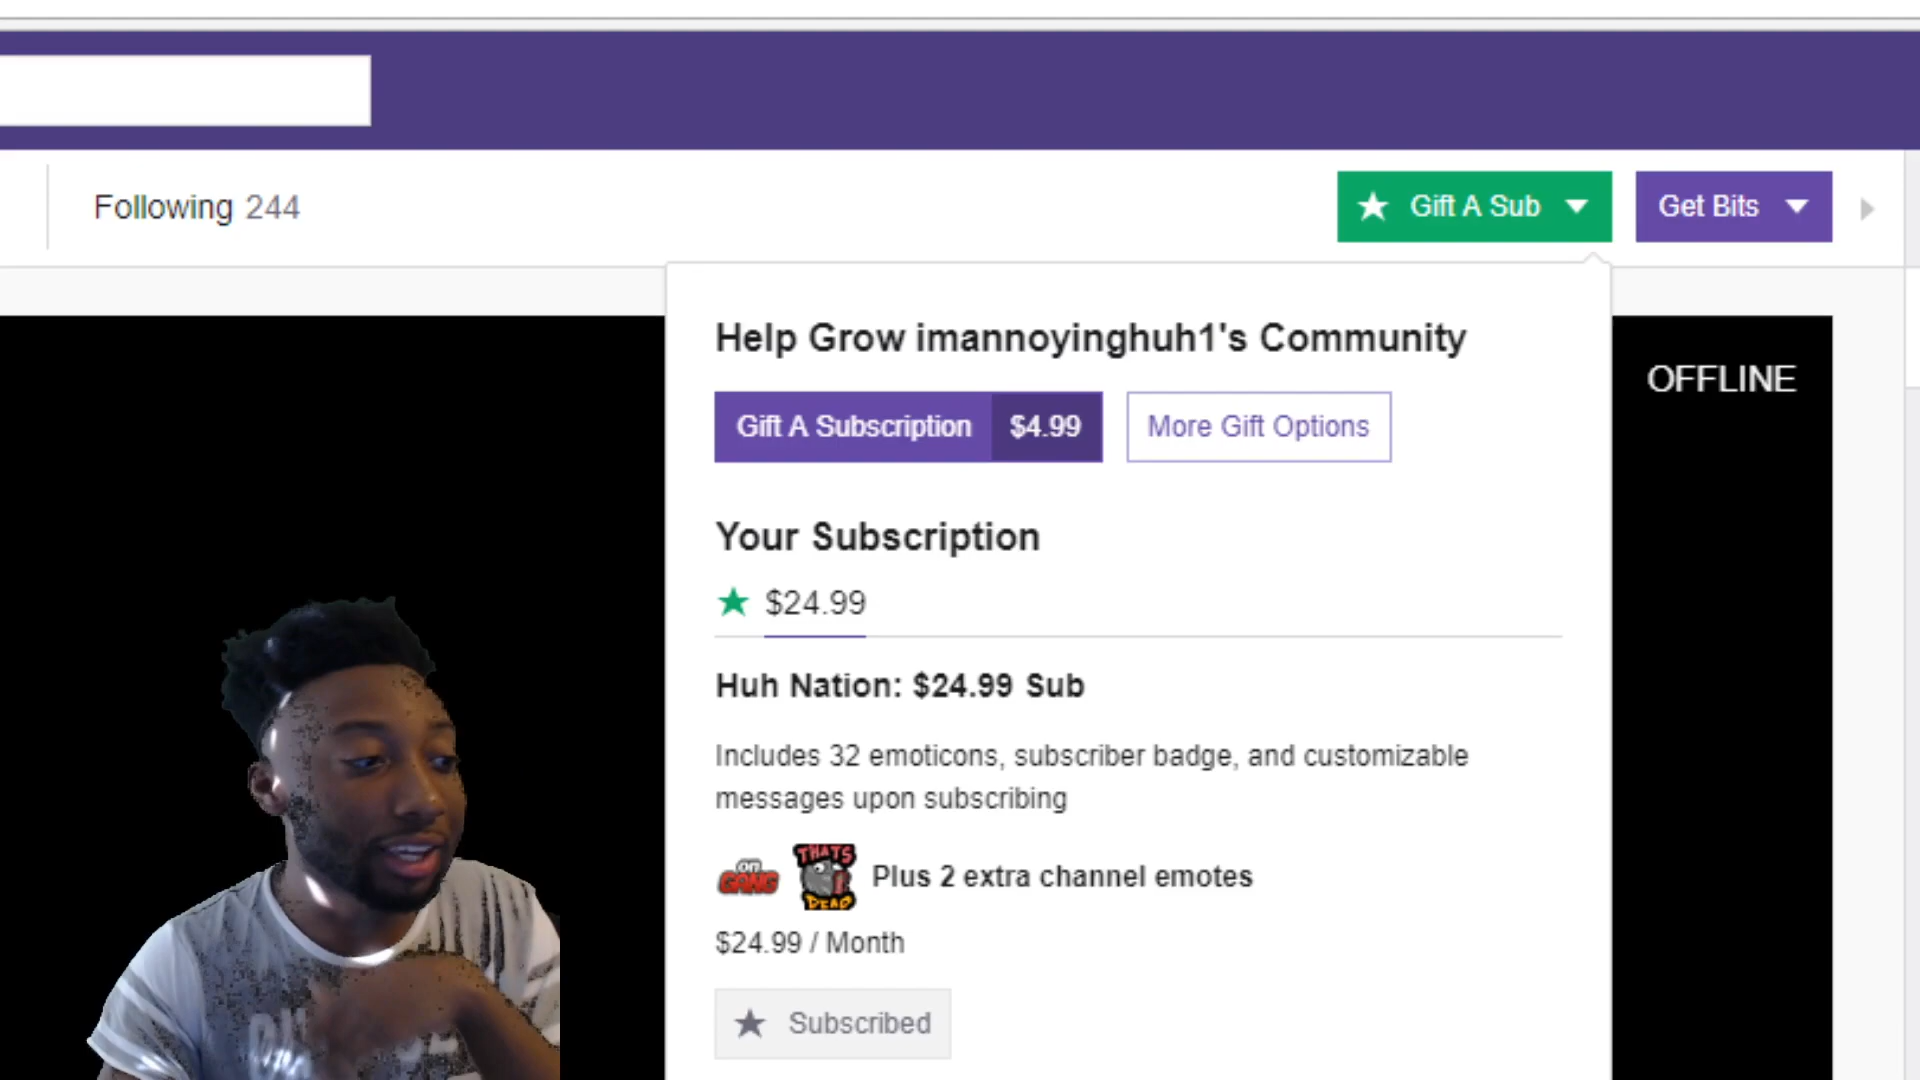 Following 244
Gift A Sub
Get Bits
Help Grow imannoyinghuh1's Community
Gift A Subscription $4.99
More Gift Options
OFFLINE
Your Subscription
$24.99
Huh Nation: $24.99 Sub
Includes 32 emoticons, subscriber badge, and customizable
messages upon subscribing
on
GANG
THATS
DEAD
Plus 2 extra channel emotes
$24.99 / Month
Subscribed